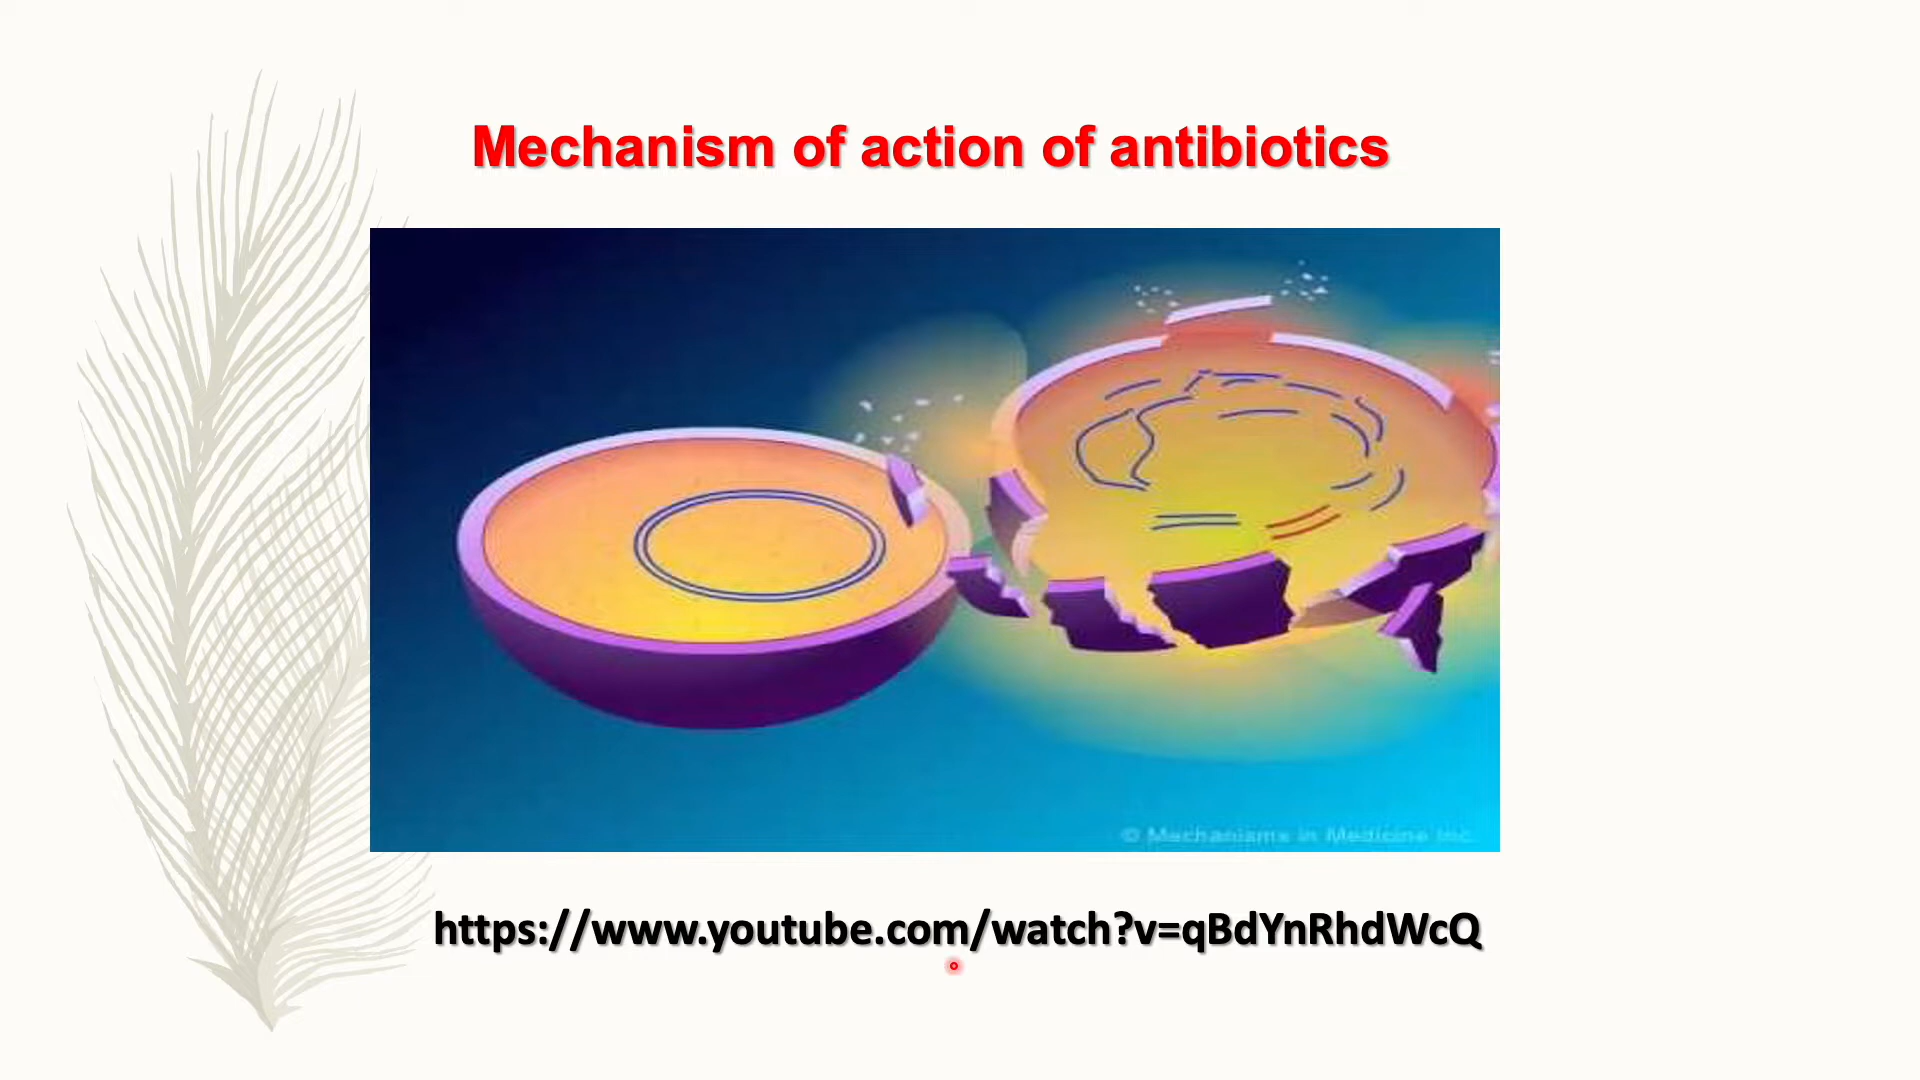 Mechanism of action of antibiotics
© Mechanisms in Medicine Inc.
https://www.youtube.com/watch?v=qBdYnRhdWcQ